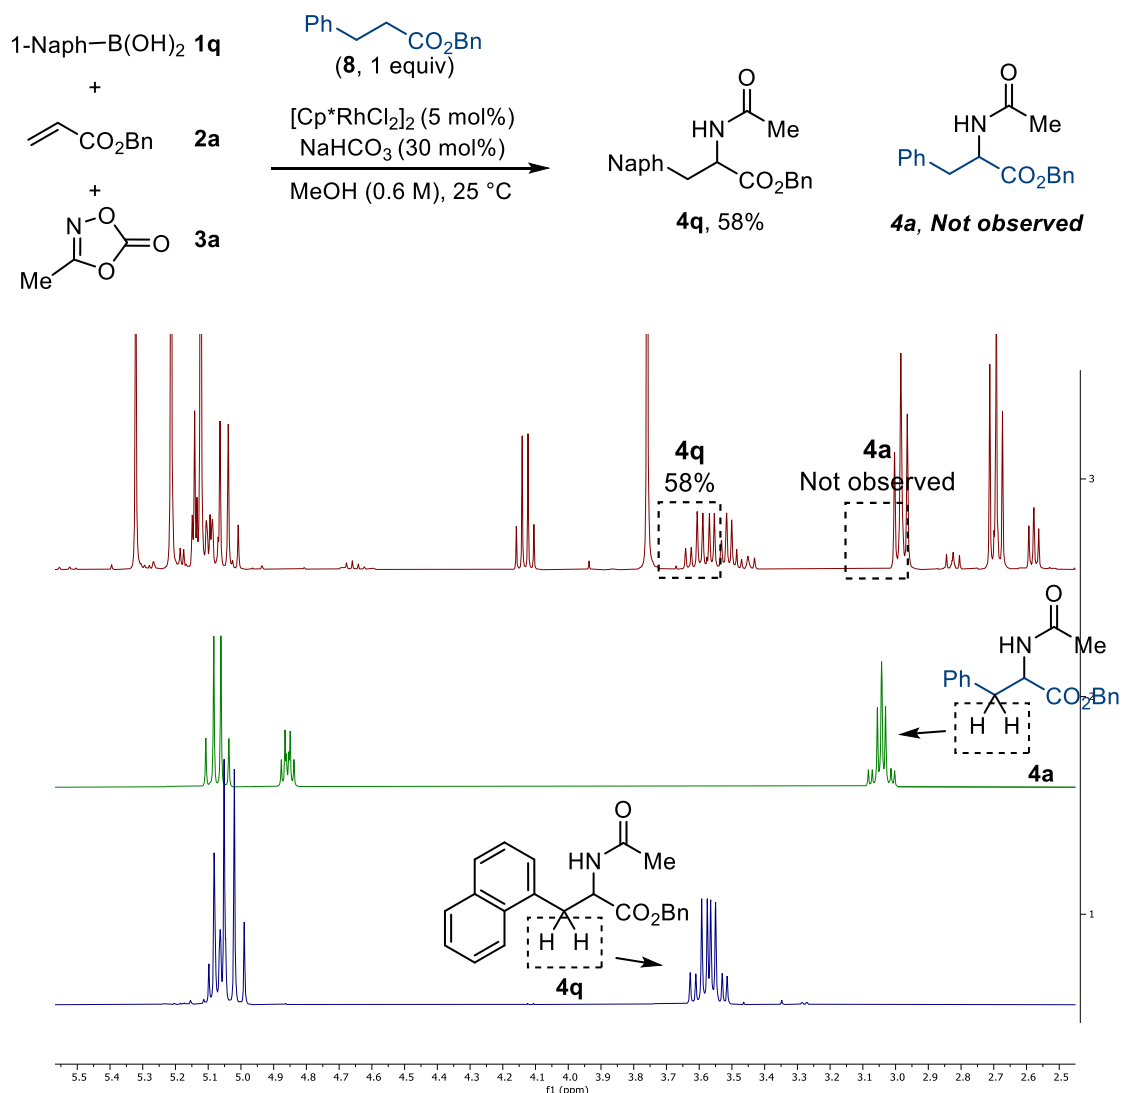 1-Naph—B(OH)2 1q
+
CO2Bn 2a
+
N O
O O 3a
Me
Ph
CO2Bn
(8, 1 equiv)
[Cp*RhCl2]2 (5 mol%)
NaHCO3 (30 mol%)
MeOH (0.6 M), 25 °C
O
HN Me
Naph
CO2Bn
4q, 58%
O
HN Me
Ph
CO2Bn
4a, Not observed
4q
58%
4a
Not observed
3
O
HN Me
Ph
CO2Bn
H H
4a
2
O
HN Me
CO2Bn
H H
4q
1
5.5 5.4 5.3 5.2 5.1 5.0 4.9 4.8 4.7 4.6 4.5 4.4 4.3 4.2 4.1 4.0 3.9 3.8 3.7 3.6 3.5 3.4 3.3 3.2 3.1 3.0 2.9 2.8 2.7 2.6 2.5
f1 (ppm)